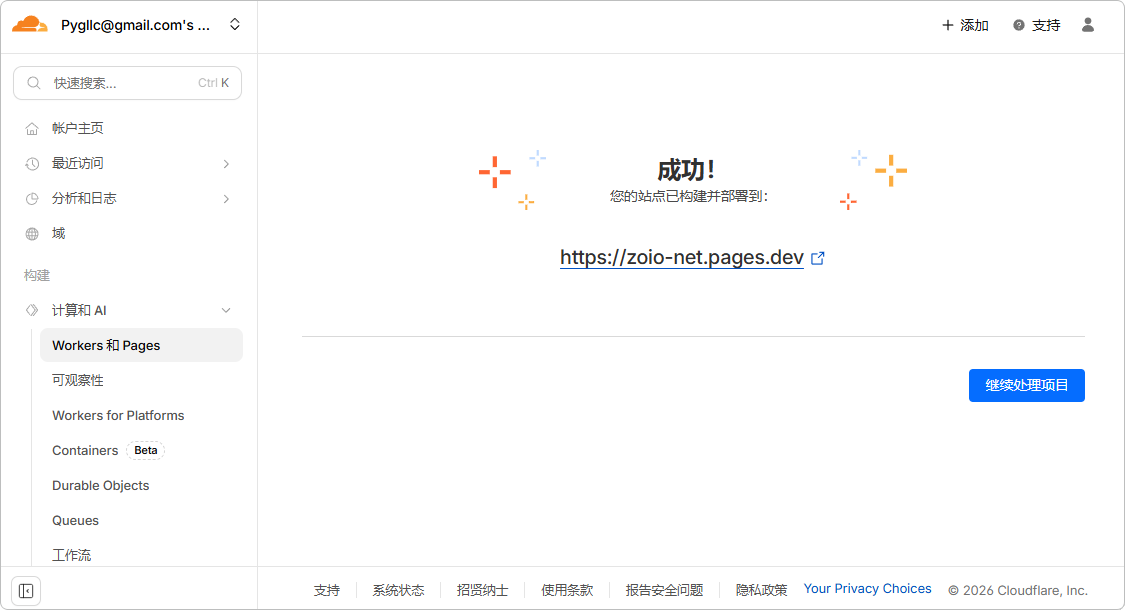 Pygllc@gmail.com's ...
添加
支持
快速搜索... Ctrl K
帐户主页
最近访问
分析和日志
域
构建
计算和 AI
Workers 和 Pages
可观察性
Workers for Platforms
Containers Beta
Durable Objects
Queues
工作流
成功！
您的站点已构建并部署到：
https://zoio-net.pages.dev
继续处理项目
支持 系统状态 招贤纳士 使用条款 报告安全问题 隐私政策 Your Privacy Choices © 2026 Cloudflare, Inc.